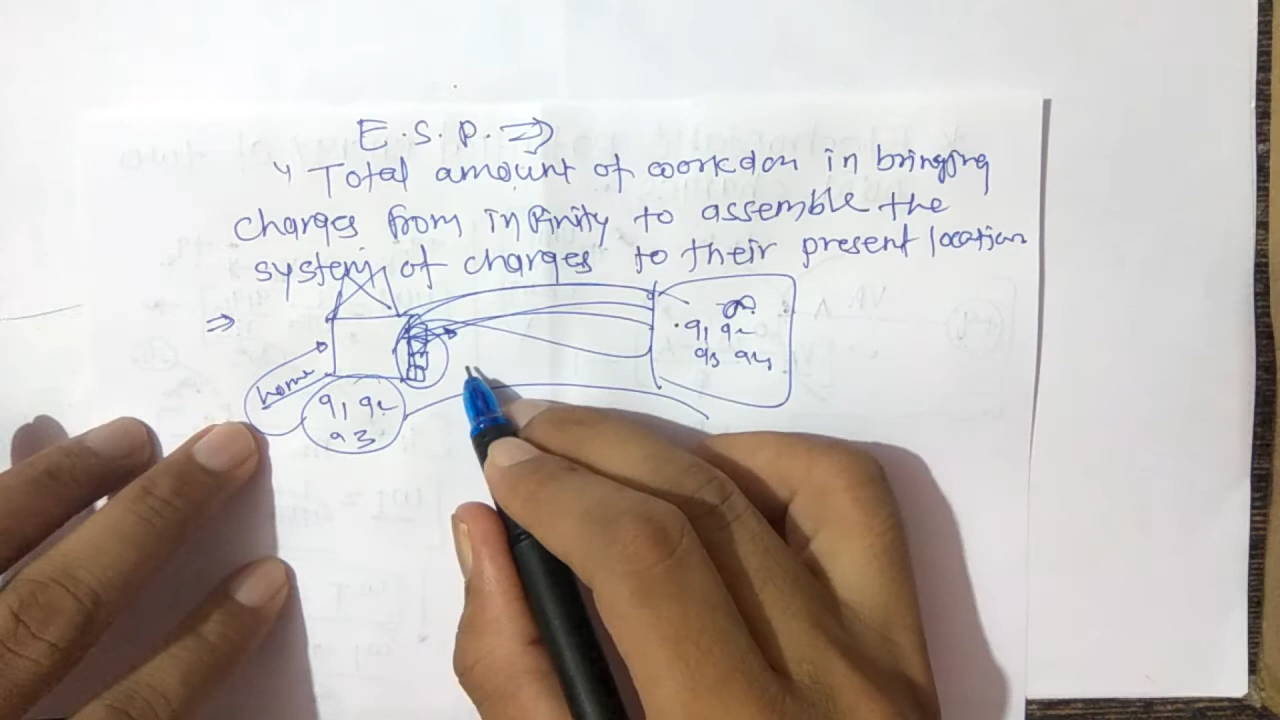 E.S.P. ⇒
Total amount of workdon in bringing
charges from infinity to assemble the
system of charges to their present location
⇒
∞
q1 q2
q3 q4
home
q1 q2
q3